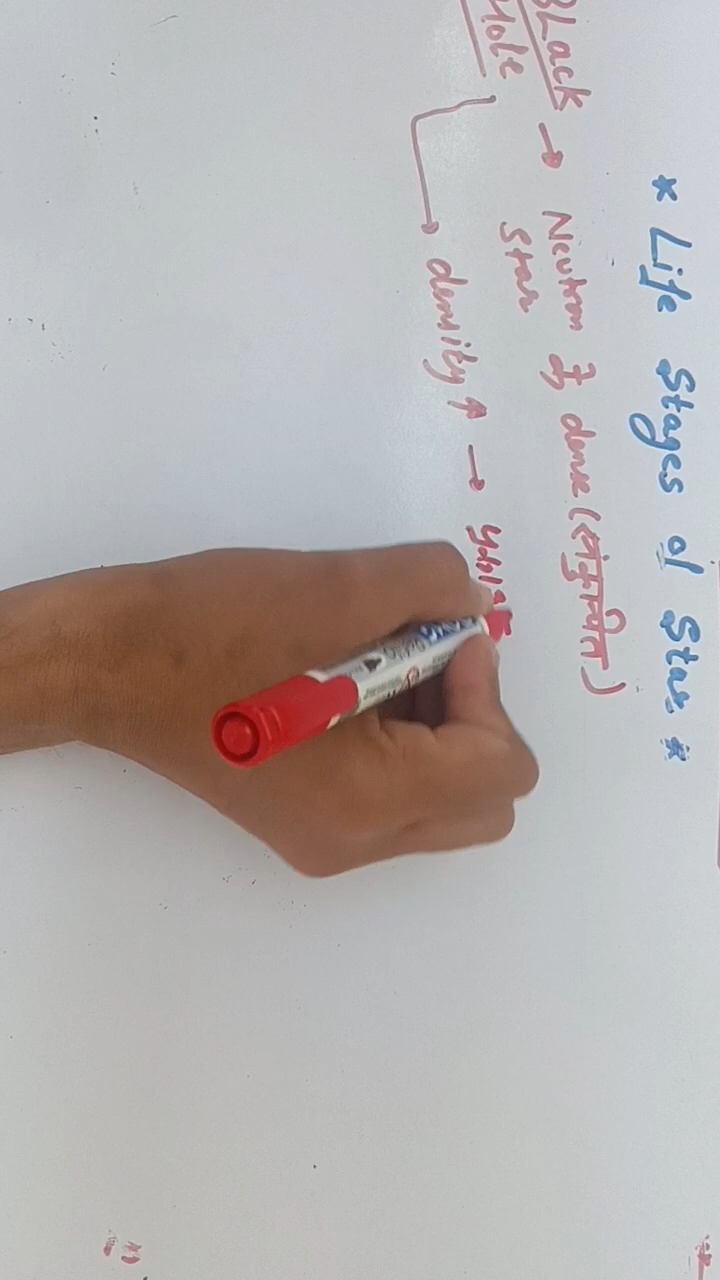 * Life Stages of Star *
Black → Neutron से dense (संकुचित)
Hole Star
→ density ↑ →